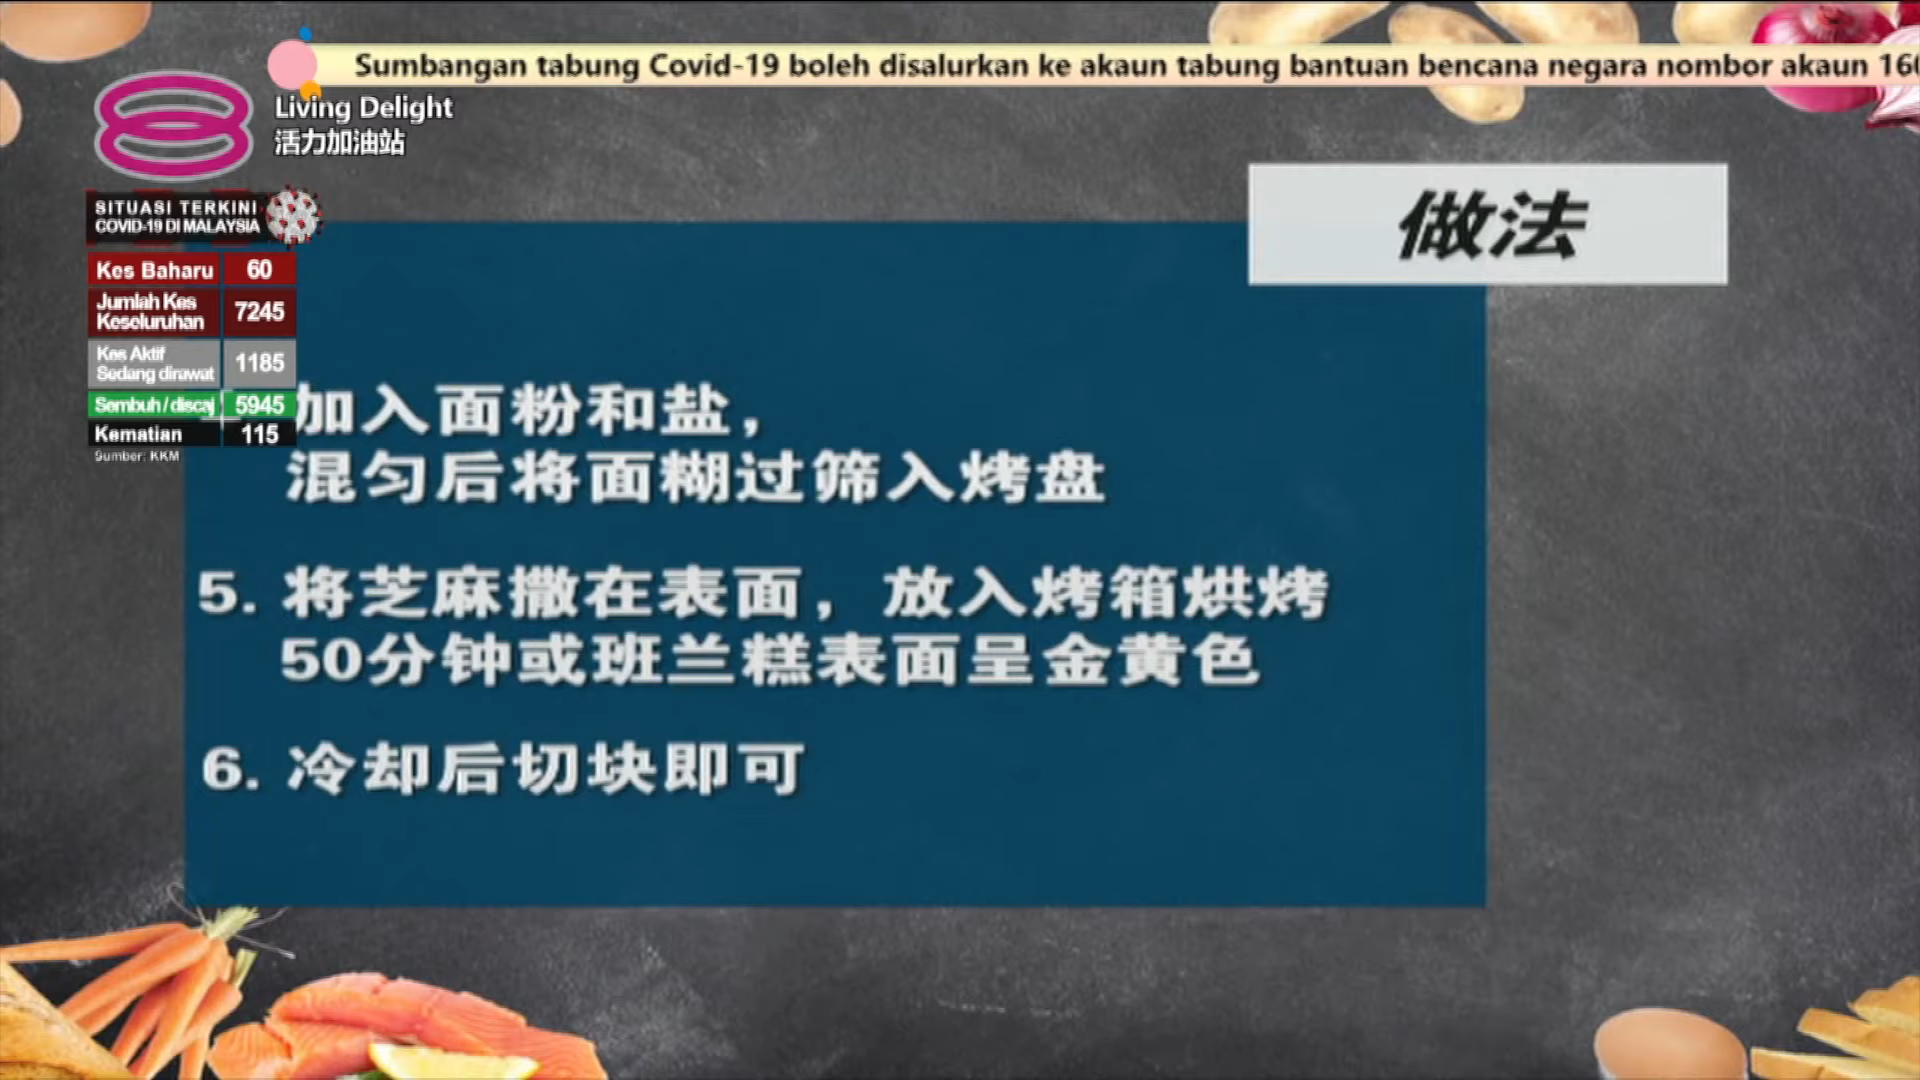 Sumbangan tabung Covid-19 boleh disalurkan ke akaun tabung bantuan bencana negara nombor akaun 160
Living Delight
活力加油站
做法
SITUASI TERKINI
COVID-19 DI MALAYSIA
Kes Baharu 60
Jumlah Kes
Keseluruhan 7245
Kes Aktif
Sedang dirawat 1185
Sembuh / discaj 5945
Kematian 115
Sumber: KKM
加入面粉和盐，
混匀后将面糊过筛入烤盘
5. 将芝麻撒在表面，放入烤箱烘烤
50分钟或班兰糕表面呈金黄色
6. 冷却后切块即可